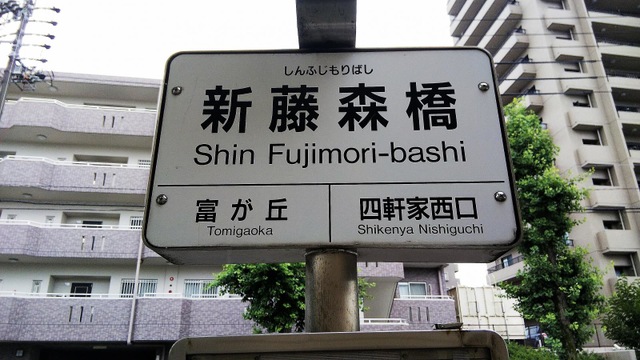 しんふじもりばし
新藤森橋
Shin Fujimori-bashi
富が丘 四軒家西口
Tomigaoka Shikenya Nishiguchi